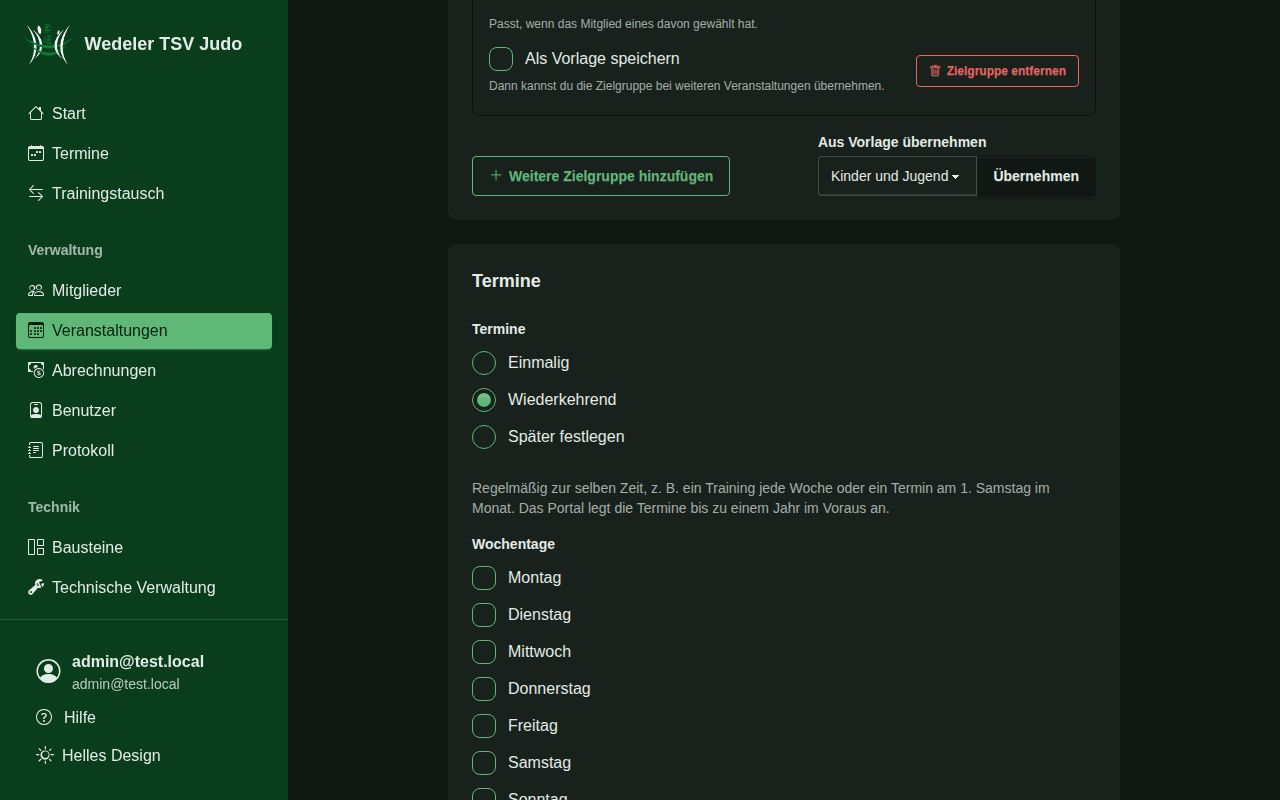 Wedeler TSV Judo
Start
Termine
Trainingstausch
Verwaltung
Mitglieder
Veranstaltungen
Abrechnungen
Benutzer
Protokoll
Technik
Bausteine
Technische Verwaltung
admin@test.local
admin@test.local
Hilfe
Helles Design
Passt, wenn das Mitglied eines davon gewählt hat.
Als Vorlage speichern
Zielgruppe entfernen
Dann kannst du die Zielgruppe bei weiteren Veranstaltungen übernehmen.
Aus Vorlage übernehmen
Weitere Zielgruppe hinzufügen
Kinder und Jugend
Übernehmen
Termine
Termine
Einmalig
Wiederkehrend
Später festlegen
Regelmäßig zur selben Zeit, z. B. ein Training jede Woche oder ein Termin am 1. Samstag im
Monat. Das Portal legt die Termine bis zu einem Jahr im Voraus an.
Wochentage
Montag
Dienstag
Mittwoch
Donnerstag
Freitag
Samstag
Sonntag